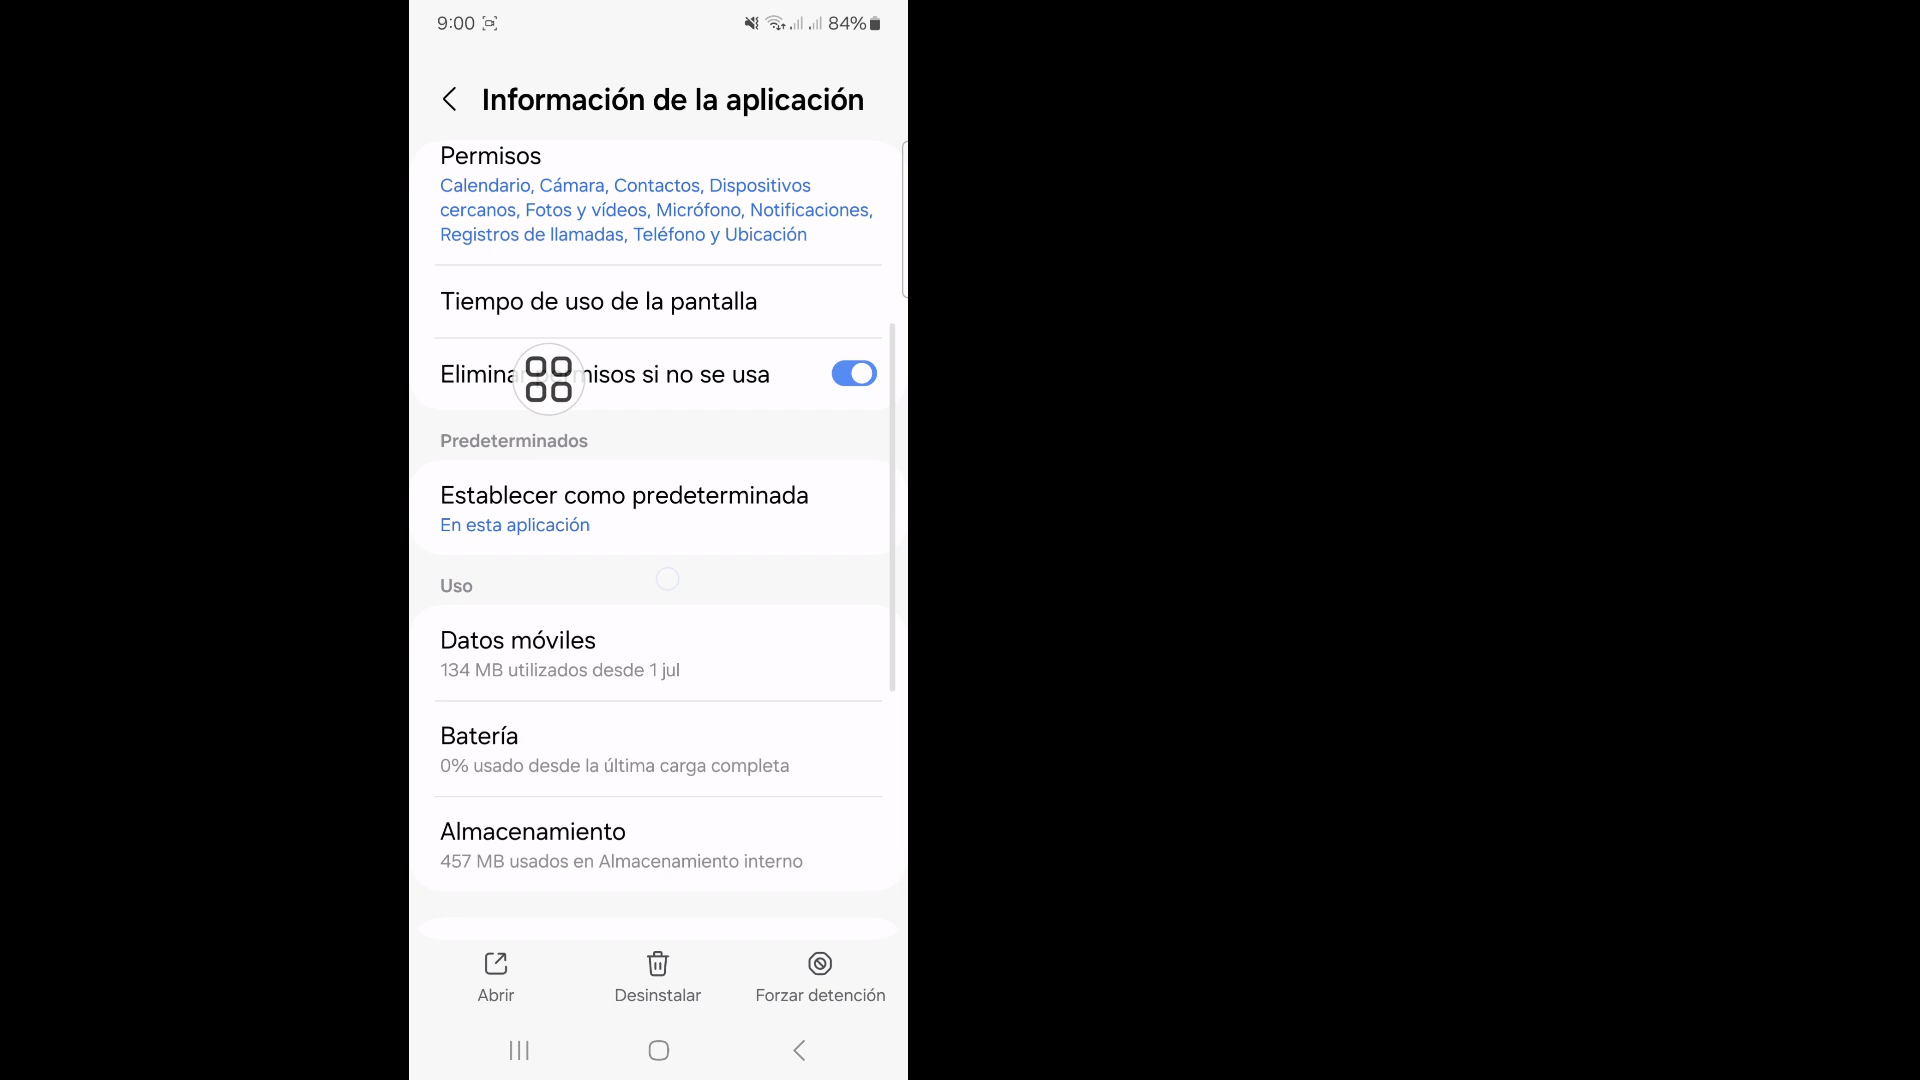 9:00
84%
Información de la aplicación
Permisos
Calendario, Cámara, Contactos, Dispositivos
cercanos, Fotos y vídeos, Micrófono, Notificaciones,
Registros de llamadas, Teléfono y Ubicación
Tiempo de uso de la pantalla
Eliminar permisos si no se usa
Predeterminados
Establecer como predeterminada
En esta aplicación
Uso
Datos móviles
134 MB utilizados desde 1 jul
Batería
0% usado desde la última carga completa
Almacenamiento
457 MB usados en Almacenamiento interno
Abrir
Desinstalar
Forzar detención